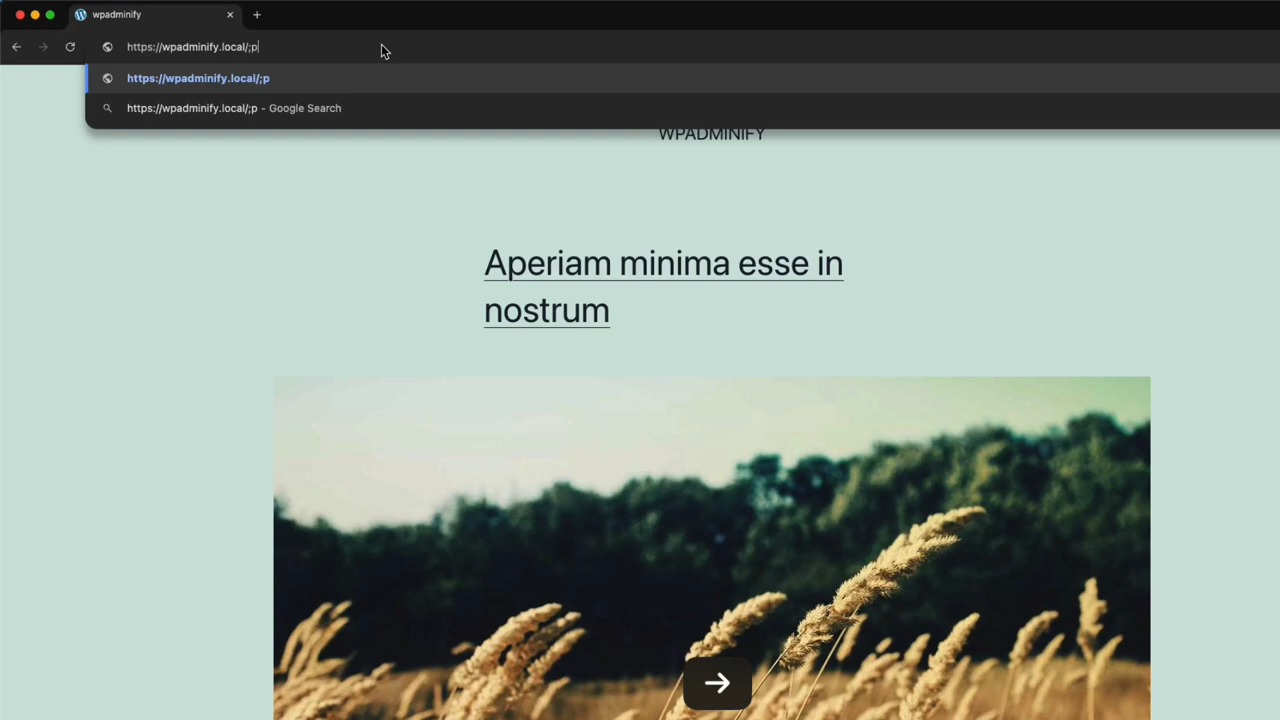 wpadminify
https://wpadminify.local/;p
https://wpadminify.local/;p
https://wpadminify.local/;p - Google Search
WPADMINIFY
Aperiam minima esse in
nostrum